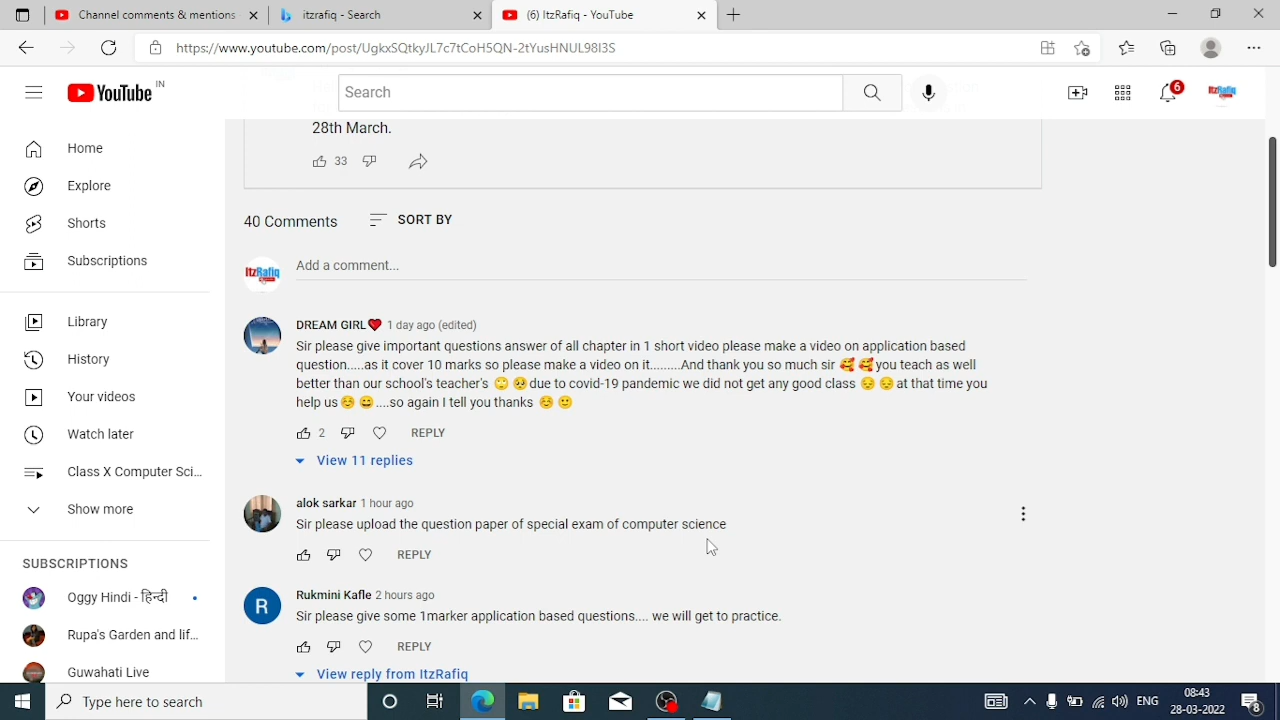 Channel comments & mentions
itzrafiq - Search
(6) ItzRafiq - YouTube
https://www.youtube.com/post/UgkxSQtkyJL7c7tCoH5QN-2tYusHNUL98I3S
YouTube IN
Search
6
ItzRafiq
Home
Explore
Shorts
Subscriptions
Library
History
Your videos
Watch later
Class X Computer Sci...
Show more
SUBSCRIPTIONS
Oggy Hindi - हिन्दी
Rupa's Garden and lif...
Guwahati Live
28th March.
33
40 Comments
SORT BY
ItzRafiq
Add a comment...
DREAM GIRL❤ 1 day ago (edited)
Sir please give important questions answer of all chapter in 1 short video please make a video on application based
question.....as it cover 10 marks so please make a video on it.........And thank you so much sir 🥰 🥰 you teach as well
better than our school's teacher's 🙄 🥺 due to covid-19 pandemic we did not get any good class 😔 😔 at that time you
help us ☺ 😄 ....so again I tell you thanks ☺ 🙂
2 REPLY
View 11 replies
alok sarkar 1 hour ago
Sir please upload the question paper of special exam of computer science
REPLY
R
Rukmini Kafle 2 hours ago
Sir please give some 1marker application based questions.... we will get to practice.
REPLY
View reply from ItzRafiq
Type here to search
ENG
08:43
28-03-2022
8